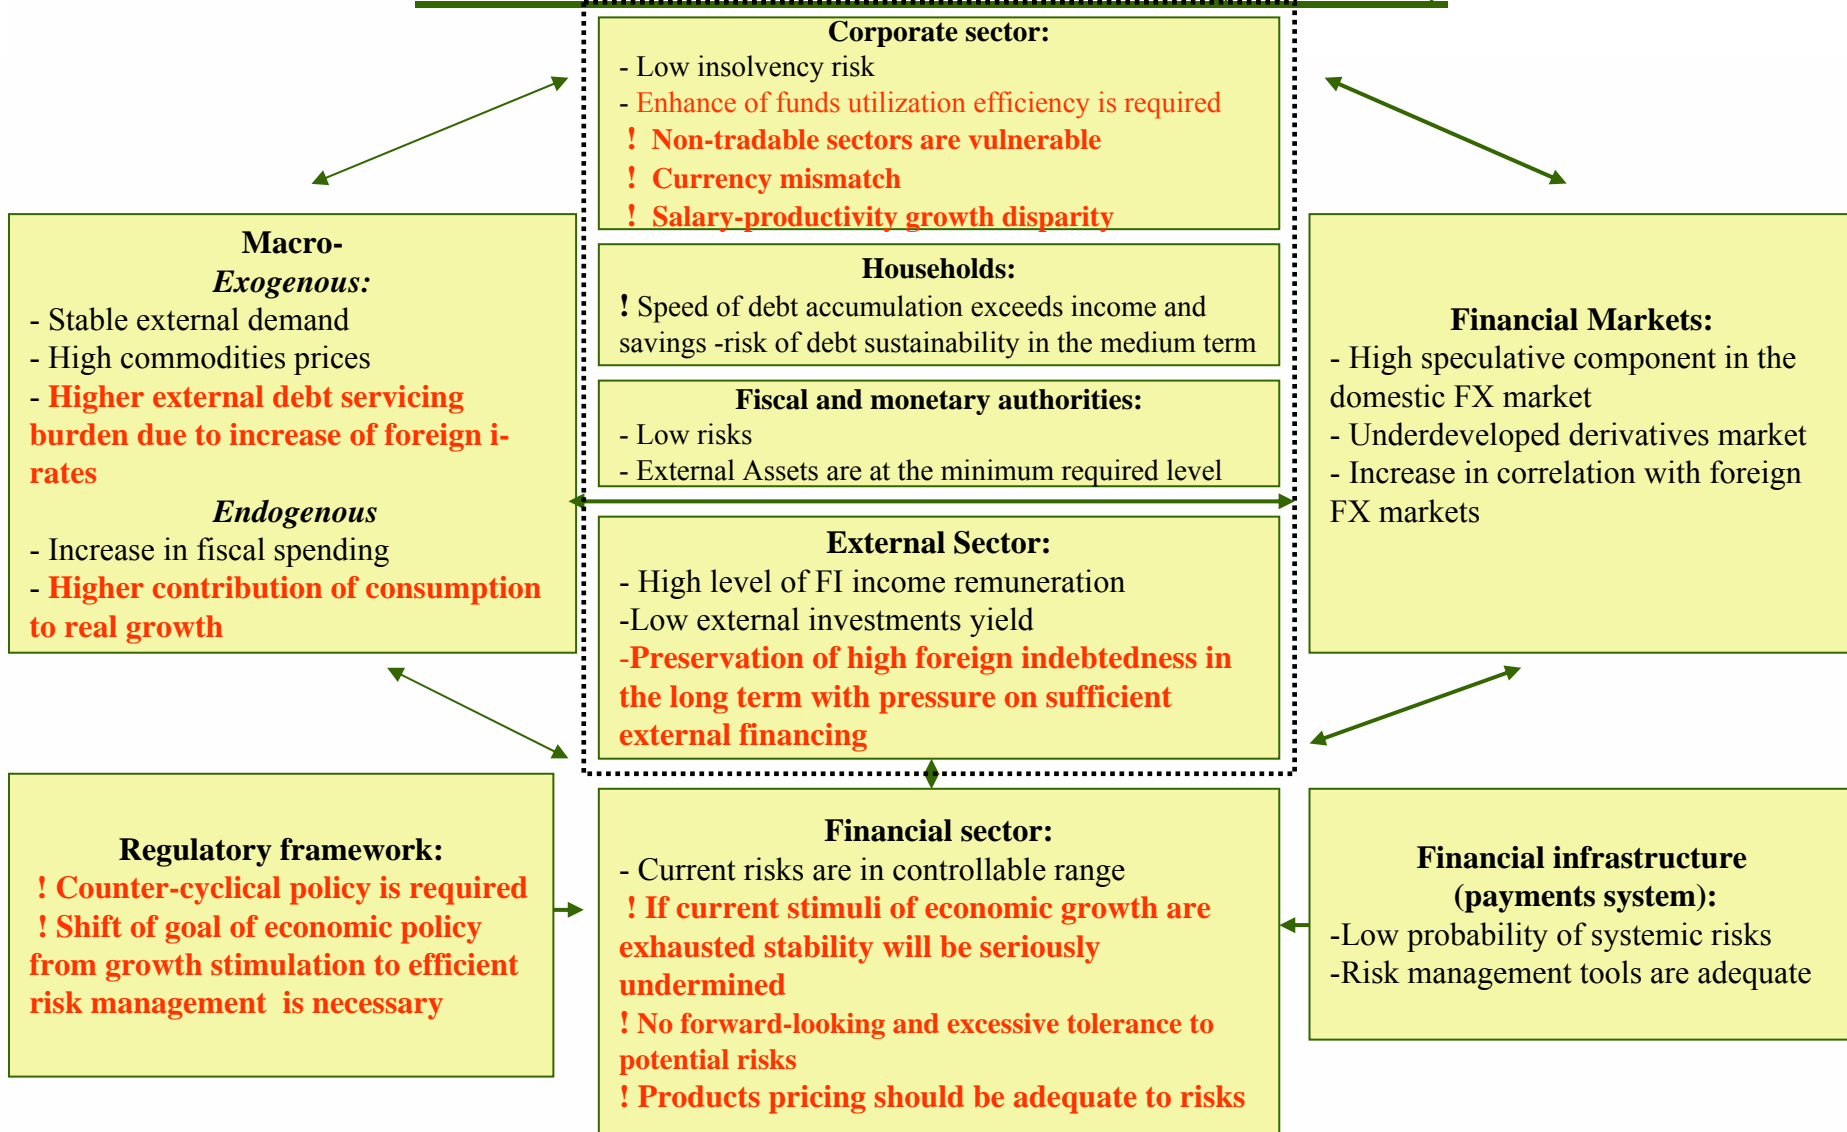 Corporate sector:
- Low insolvency risk
- Enhance of funds utilization efficiency is required
! Non-tradable sectors are vulnerable
! Currency mismatch
! Salary-productivity growth disparity
Macro-
Exogenous:
- Stable external demand
- High commodities prices
- Higher external debt servicing
burden due to increase of foreign i-
rates
Endogenous
- Increase in fiscal spending
- Higher contribution of consumption
to real growth
Households:
! Speed of debt accumulation exceeds income and
savings -risk of debt sustainability in the medium term
Fiscal and monetary authorities:
- Low risks
- External Assets are at the minimum required level
External Sector:
- High level of FI income remuneration
-Low external investments yield
-Preservation of high foreign indebtedness in
the long term with pressure on sufficient
external financing
Financial Markets:
- High speculative component in the
domestic FX market
- Underdeveloped derivatives market
- Increase in correlation with foreign
FX markets
Regulatory framework:
! Counter-cyclical policy is required
! Shift of goal of economic policy
from growth stimulation to efficient
risk management is necessary
Financial sector:
- Current risks are in controllable range
! If current stimuli of economic growth are
exhausted stability will be seriously
undermined
! No forward-looking and excessive tolerance to
potential risks
! Products pricing should be adequate to risks
Financial infrastructure
(payments system):
-Low probability of systemic risks
-Risk management tools are adequate